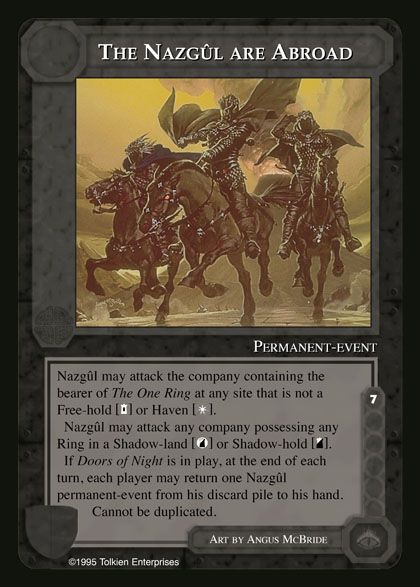 The Nazgûl are Abroad
Permanent-event
Nazgûl may attack the company containing the
bearer of The One Ring at any site that is not a
Free-hold [ ] or Haven [ ].
Nazgûl may attack any company possessing any
Ring in a Shadow-land [ ] or Shadow-hold [ ].
If Doors of Night is in play, at the end of each
turn, each player may return one Nazgûl
permanent-event from his discard pile to his hand.
Cannot be duplicated.
7
Art by Angus McBride
©1995 Tolkien Enterprises